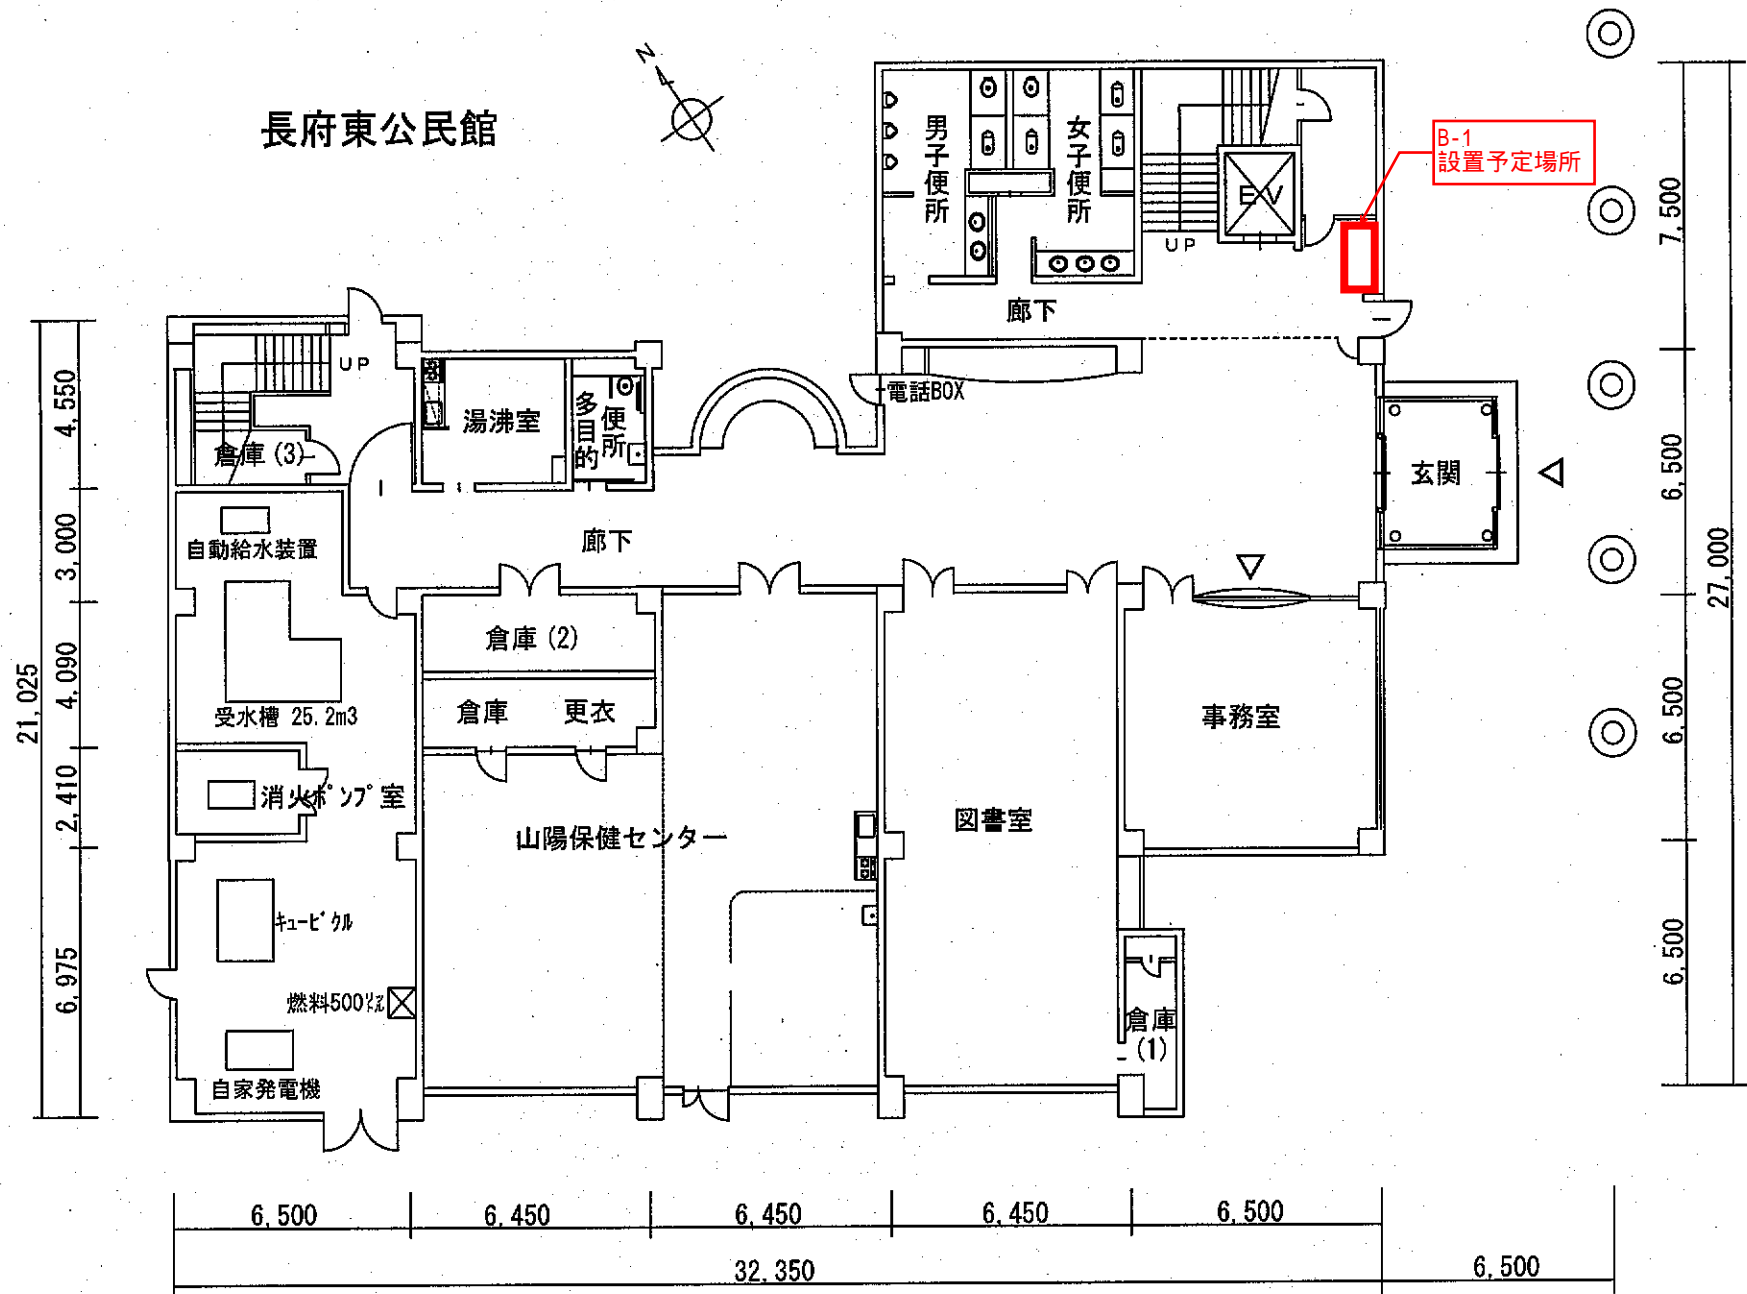 N
長府東公民館
B-1
設置予定場所
男子便所
女子便所
EV
UP
廊下
7,500
UP
電話BOX
湯沸室
多目的
便所
倉庫(3)
玄関
4,550
6,500
自動給水装置
廊下
3,000
27,000
倉庫(2)
4,090
21,025
倉庫
更衣
受水槽 25.2m3
事務室
6,500
消火ポンプ室
2,410
山陽保健センター
図書室
キュービクル
6,975
6,500
燃料500㍑
倉庫
(1)
自家発電機
6,500
6,450
6,450
6,450
6,500
32,350
6,500